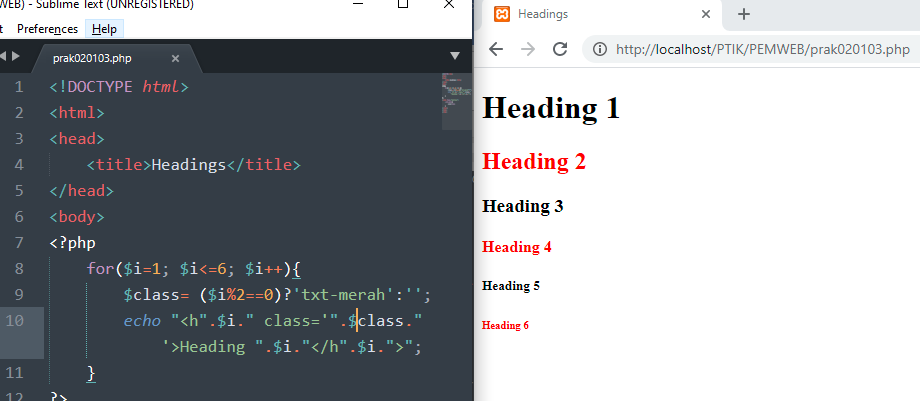 WEB) - Sublime Text (UNREGISTERED)
t Preferences Help
prak020103.php
1 <!DOCTYPE html>
2 <html>
3 <head>
4 <title>Headings</title>
5 </head>
6 <body>
7 <?php
8 for($i=1; $i<=6; $i++){
9 $class= ($i%2==0)?'txt-merah':'';
10 echo "<h".$i." class='".$class."
'>Heading ".$i."</h".$i.">";
11 }
12 ?>
Headings
http://localhost/PTIK/PEMWEB/prak020103.php
Heading 1
Heading 2
Heading 3
Heading 4
Heading 5
Heading 6